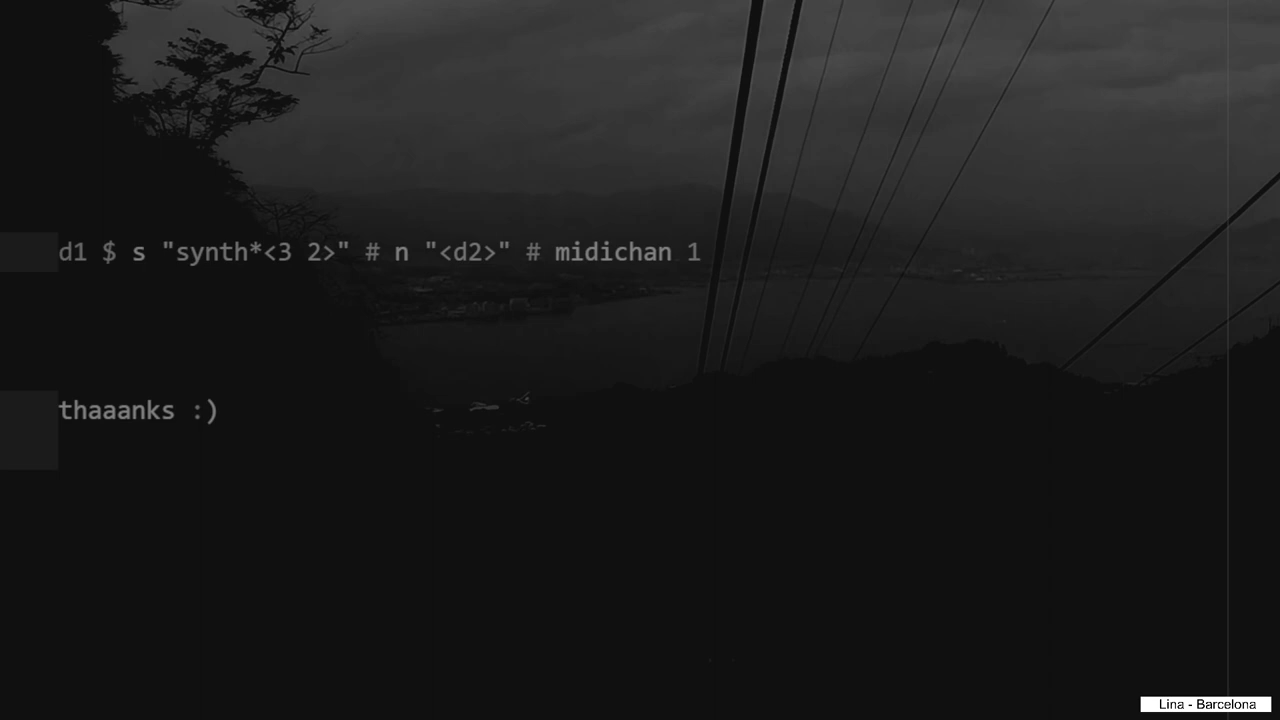 d1 $ s "synth*<3 2>" # n "<d2>" # midichan 1
thaaanks :)
Lina - Barcelona